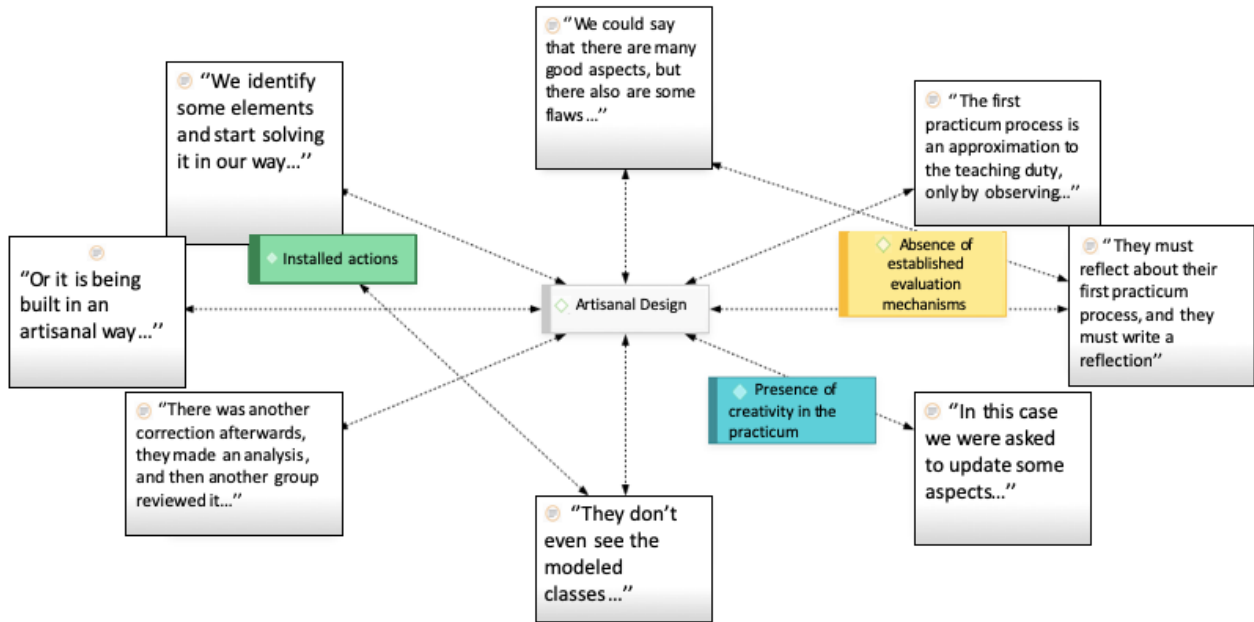 ‘’We could say
that there are many
good aspects, but
there also are some
flaws...’’
‘’We identify
some elements
and start solving
it in our way...’’
‘’The first
practicum process is
an approximation to
the teaching duty,
only by observing...’’
Installed actions
Absence of
established
evaluation
mechanisms
‘’They must
reflect about their
first practicum
process, and they
must write a
reflection’’
‘’Or it is being
built in an
artisanal way...’’
Artisanal Design
Presence of
creativity in the
practicum
‘’There was another
correction afterwards,
they made an analysis,
and then another group
reviewed it...’’
‘’In this case
we were asked
to update some
aspects...’’
‘’They don’t
even see the
modeled
classes...’’